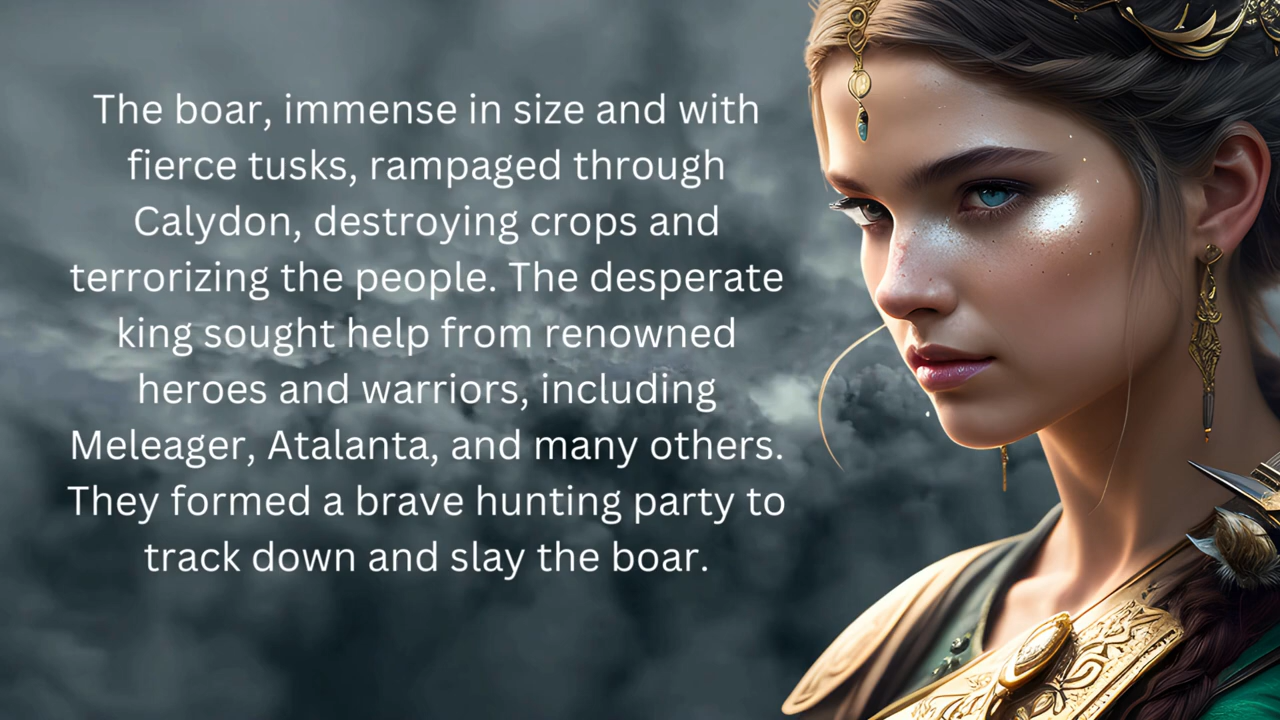 The boar, immense in size and with
fierce tusks, rampaged through
Calydon, destroying crops and
terrorizing the people. The desperate
king sought help from renowned
heroes and warriors, including
Meleager, Atalanta, and many others.
They formed a brave hunting party to
track down and slay the boar.